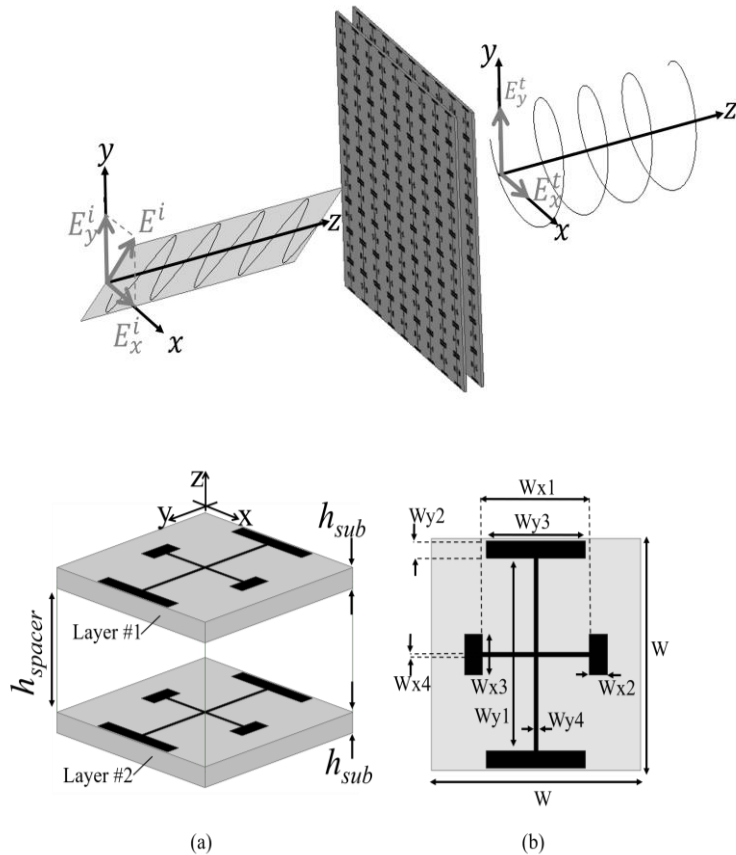 y
E_y^t
z
E_x^t
x
y
E_y^i
E^i
z
E_x^i
x
z
y
x
h_sub
Layer #1
h_spacer
Layer #2
h_sub
(a)
Wx1
Wy2
Wy3
W
Wx4
Wx3
Wx2
Wy1
Wy4
W
(b)